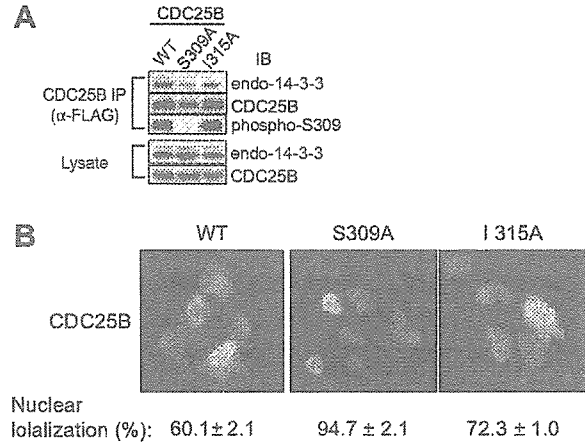 A
CDC25B
WT S309A I315A IB
CDC25B IP
(α-FLAG)
endo-14-3-3
CDC25B
phospho-S309
Lysate
endo-14-3-3
CDC25B
B
WT S309A I 315A
CDC25B
Nuclear
lolalization (%): 60.1± 2.1 94.7 ± 2.1 72.3 ± 1.0